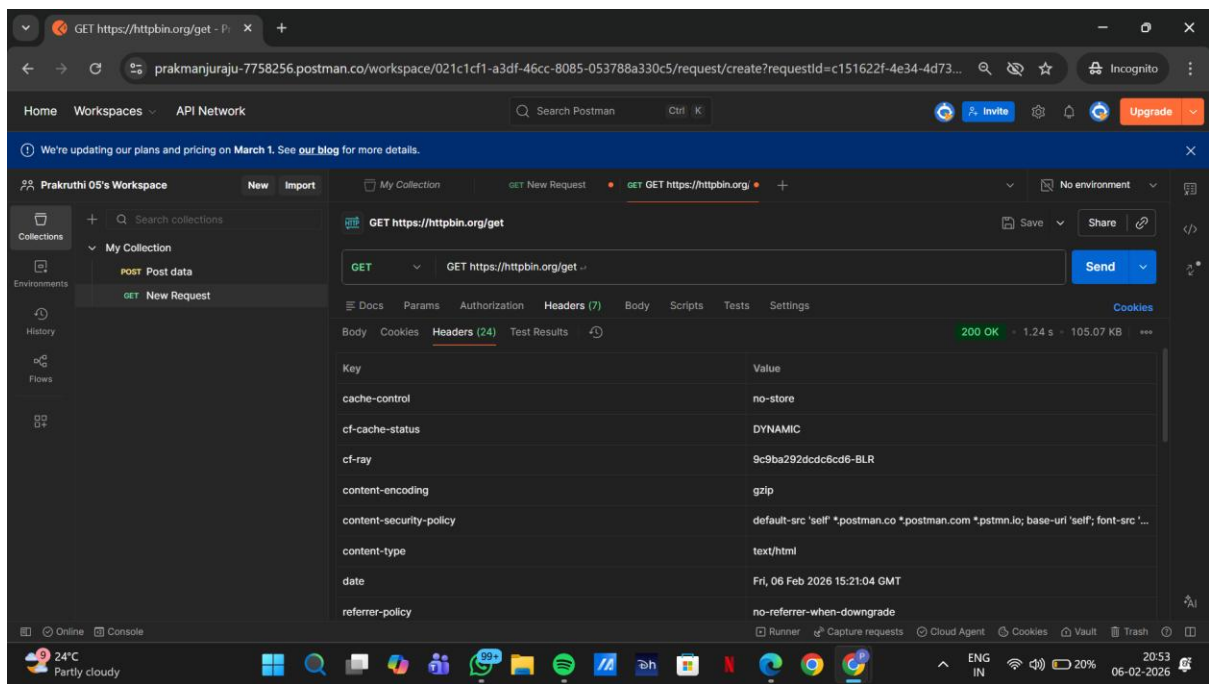 GET https://httpbin.org/get - Pr
prakmanjuraju-7758256.postman.co/workspace/021c1cf1-a3df-46cc-8085-053788a330c5/request/create?requestId=c151622f-4e34-4d73...
Incognito
Home Workspaces API Network
Search Postman Ctrl K
Invite
Upgrade
We're updating our plans and pricing on March 1. See our blog for more details.
Prakruthi 05's Workspace New Import
My Collection GET New Request GET GET https://httpbin.org/ No environment
Collections
Search collections
My Collection
POST Post data
GET New Request
Environments
History
Flows
GET https://httpbin.org/get
Save Share
GET GET https://httpbin.org/get Send
Docs Params Authorization Headers (7) Body Scripts Tests Settings Cookies
Body Cookies Headers (24) Test Results 200 OK 1.24 s 105.07 KB
Key Value
cache-control no-store
cf-cache-status DYNAMIC
cf-ray 9c9ba292dcdc6cd6-BLR
content-encoding gzip
content-security-policy default-src 'self' *.postman.co *.postman.com *.pstmn.io; base-uri 'self'; font-src '...
content-type text/html
date Fri, 06 Feb 2026 15:21:04 GMT
referrer-policy no-referrer-when-downgrade
AI
Online Console Runner Capture requests Cloud Agent Cookies Vault Trash
9 24°C
Partly cloudy
99+
ENG
IN
20%
20:53
06-02-2026